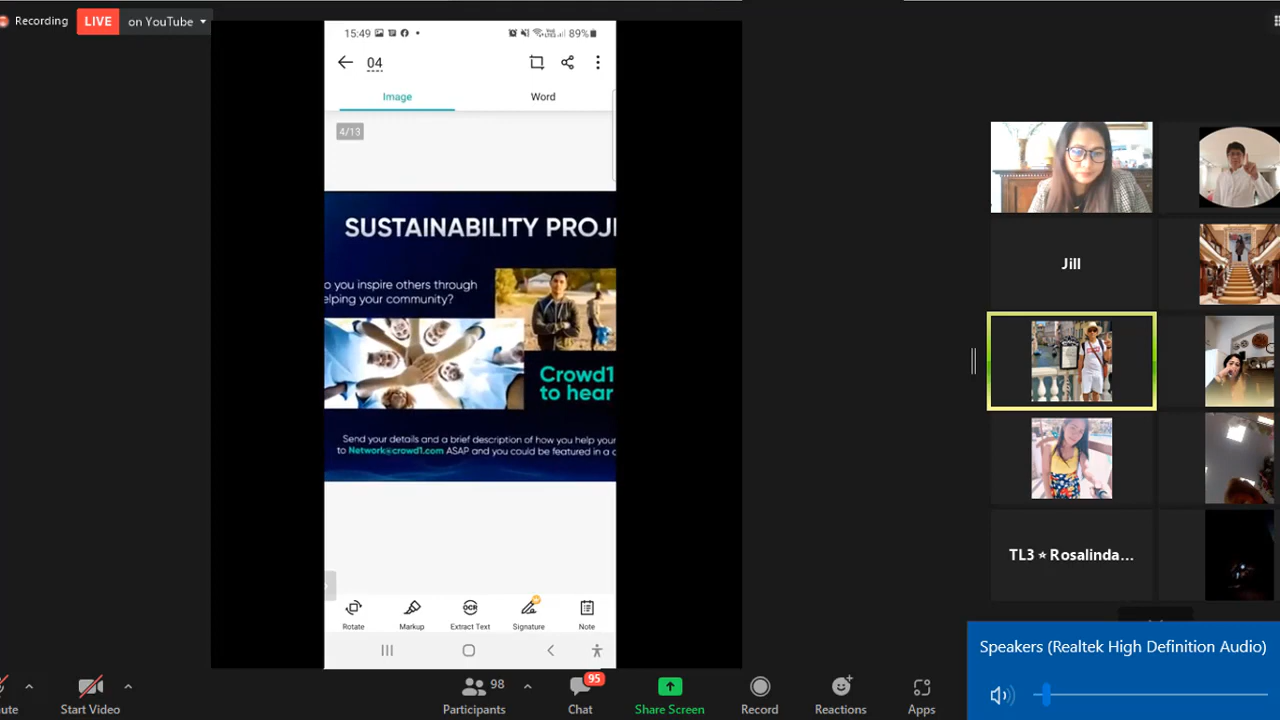 Recording
LIVE
on YouTube
15:49
89%
04
Image
Word
4/13
SUSTAINABILITY PROJ
o you inspire others through
elping your community?
Crowd1
to hear
Send your details and a brief description of how you help your
to Network@crowd1.com ASAP and you could be featured in a
Rotate
Markup
OCR
Extract Text
Signature
Note
Jill
TL3 ★ Rosalinda...
Speakers (Realtek High Definition Audio)
ute
Start Video
98
Participants
95
Chat
Share Screen
Record
Reactions
Apps